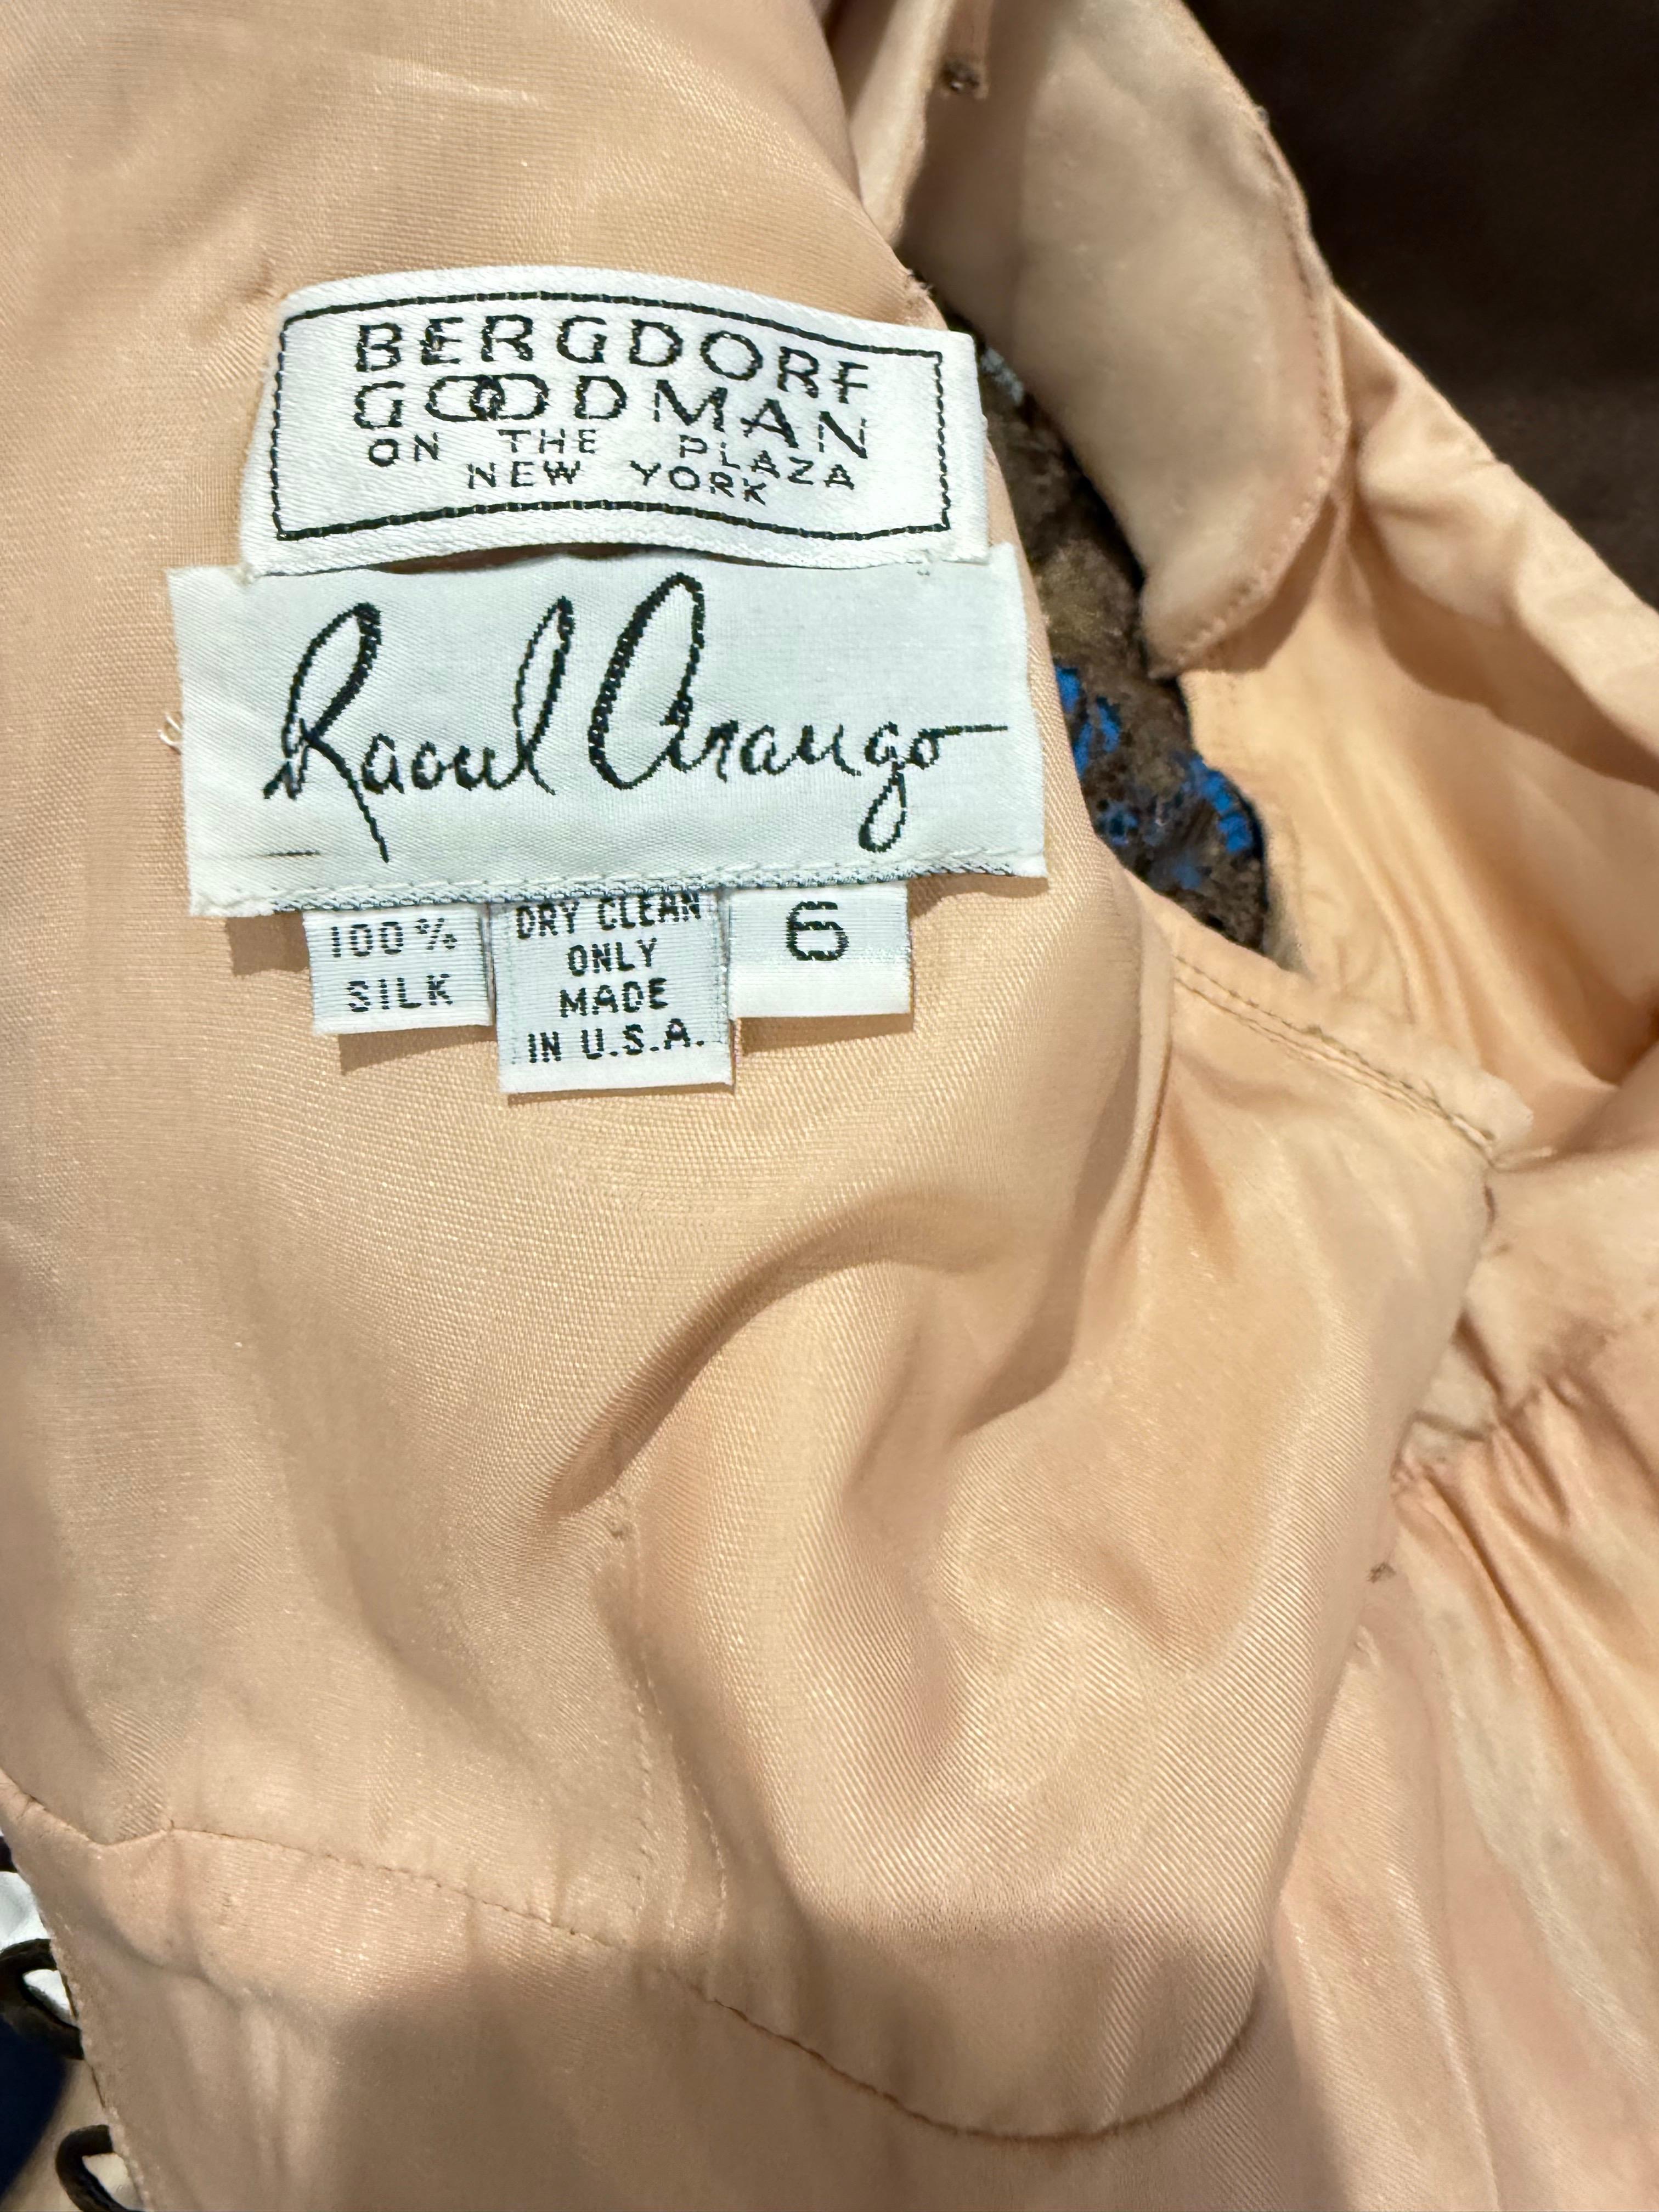 BERGDORF
GOODMAN
ON THE PLAZA
NEW YORK
Raoul Arango
100%
SILK
DRY CLEAN
ONLY
MADE
IN U.S.A.
6